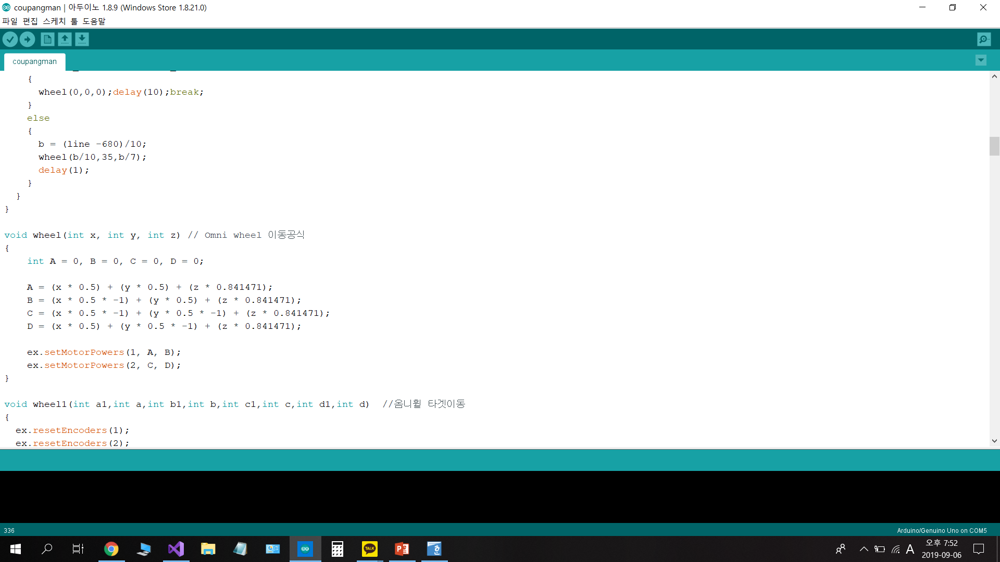 coupangman | 아두이노 1.8.9 (Windows Store 1.8.21.0)
파일 편집 스케치 툴 도움말
coupangman
{
wheel(0,0,0);delay(10);break;
}
else
{
b = (line -680)/10;
wheel(b/10,35,b/7);
delay(1);
}
}
}
void wheel(int x, int y, int z) // Omni wheel 이동공식
{
int A = 0, B = 0, C = 0, D = 0;
A = (x * 0.5) + (y * 0.5) + (z * 0.841471);
B = (x * 0.5 * -1) + (y * 0.5) + (z * 0.841471);
C = (x * 0.5 * -1) + (y * 0.5 * -1) + (z * 0.841471);
D = (x * 0.5) + (y * 0.5 * -1) + (z * 0.841471);
ex.setMotorPowers(1, A, B);
ex.setMotorPowers(2, C, D);
}
void wheel1(int a1,int a,int b1,int b,int c1,int c,int d1,int d) //옴니휠 타겟이동
{
ex.resetEncoders(1);
ex.resetEncoders(2);
336
Arduino/Genuino Uno on COM5
TALK
A
오후 7:52
2019-09-06